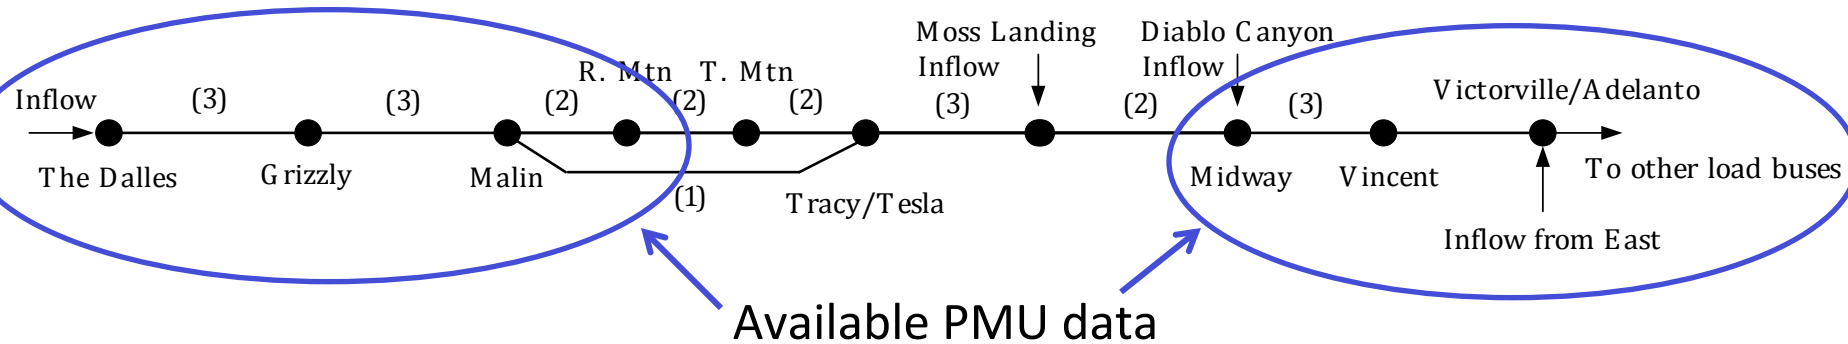 Moss Landing
Inflow
Diablo Canyon
Inflow
R. Mtn
T. Mtn
Victorville/Adelanto
Inflow
(3)
(3)
(2)
(2)
(2)
(3)
(2)
(3)
The Dalles
Grizzly
Malin
(1)
Tracy/Tesla
Midway
Vincent
To other load buses
Inflow from East
Available PMU data